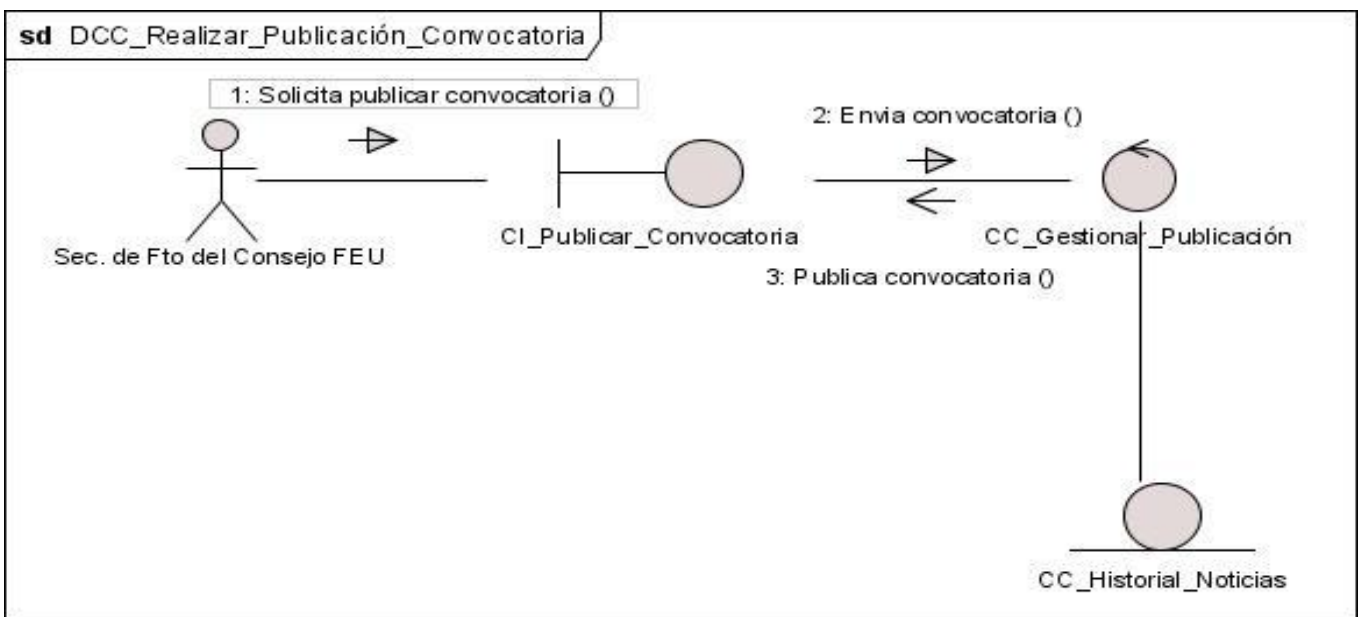 sd DCC_Realizar_Publicación_Convocatoria
1: Solicita publicar convocatoria ()
2: Envia convocatoria ()
Sec. de Fto del Consejo FEU
CI_Publicar_Convocatoria
CC_Gestionar_Publicación
3: Publica convocatoria ()
CC_Historial_Noticias